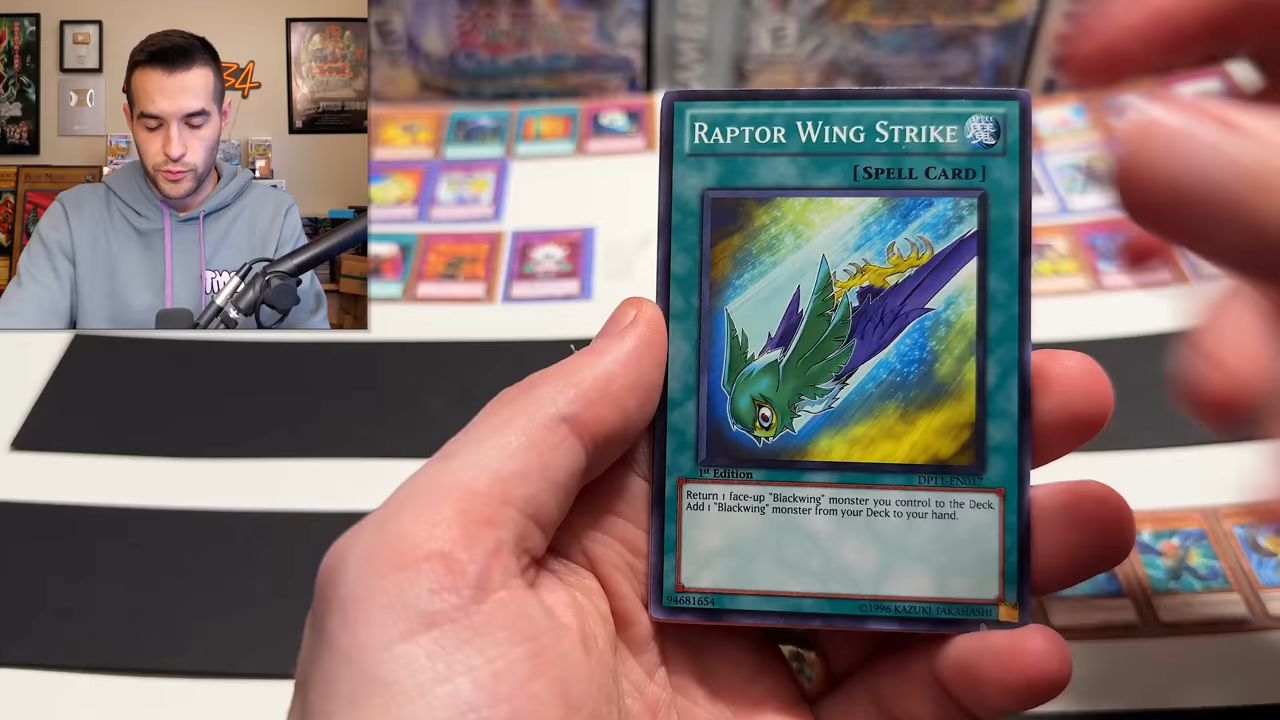 34
RAPTOR WING STRIKE
[SPELL CARD]
1st Edition
DP11-EN017
Return 1 face-up "Blackwing" monster you control to the Deck.
Add 1 "Blackwing" monster from your Deck to your hand.
94681654
©1996 KAZUKI TAKAHASHI